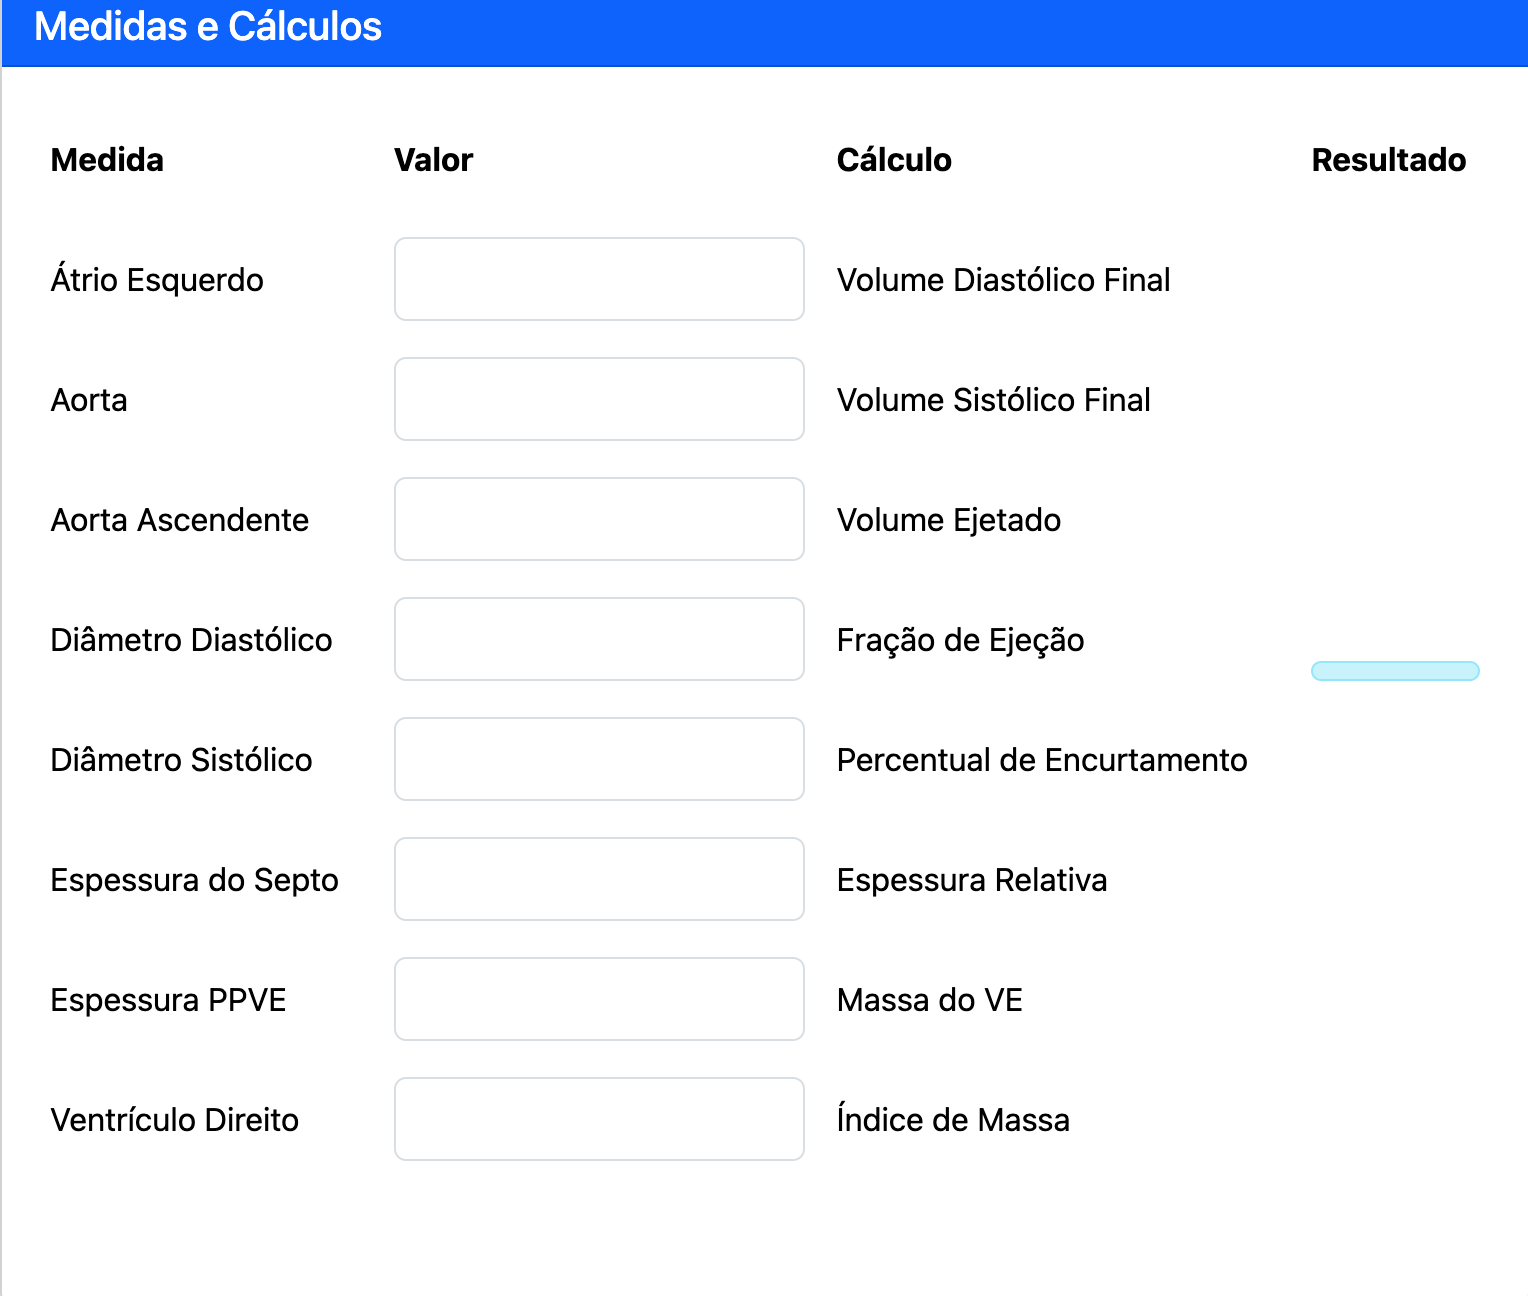 Medidas e Cálculos
Medida Valor Cálculo Resultado
Átrio Esquerdo Volume Diastólico Final
Aorta Volume Sistólico Final
Aorta Ascendente Volume Ejetado
Diâmetro Diastólico Fração de Ejeção
Diâmetro Sistólico Percentual de Encurtamento
Espessura do Septo Espessura Relativa
Espessura PPVE Massa do VE
Ventrículo Direito Índice de Massa